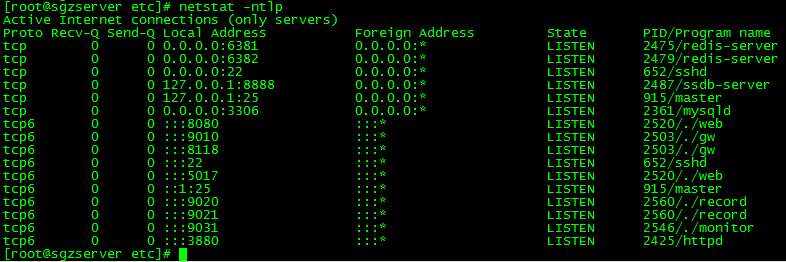 [root@sgzserver etc]# netstat -ntlp
Active Internet connections (only servers)
Proto Recv-Q Send-Q Local Address           Foreign Address         State       PID/Program name
tcp        0      0 0.0.0.0:6381            0.0.0.0:*               LISTEN      2475/redis-server
tcp        0      0 0.0.0.0:6382            0.0.0.0:*               LISTEN      2479/redis-server
tcp        0      0 0.0.0.0:22              0.0.0.0:*               LISTEN      652/sshd
tcp        0      0 127.0.0.1:8888          0.0.0.0:*               LISTEN      2487/ssdb-server
tcp        0      0 127.0.0.1:25            0.0.0.0:*               LISTEN      915/master
tcp        0      0 0.0.0.0:3306            0.0.0.0:*               LISTEN      2361/mysqld
tcp6       0      0 :::8080                 :::*                    LISTEN      2520/./web
tcp6       0      0 :::9010                 :::*                    LISTEN      2503/./gw
tcp6       0      0 :::8118                 :::*                    LISTEN      2503/./gw
tcp6       0      0 :::22                   :::*                    LISTEN      652/sshd
tcp6       0      0 :::5017                 :::*                    LISTEN      2520/./web
tcp6       0      0 ::1:25                  :::*                    LISTEN      915/master
tcp6       0      0 :::9020                 :::*                    LISTEN      2560/./record
tcp6       0      0 :::9021                 :::*                    LISTEN      2560/./record
tcp6       0      0 :::9031                 :::*                    LISTEN      2546/./monitor
tcp6       0      0 :::3880                 :::*                    LISTEN      2425/httpd
[root@sgzserver etc]#